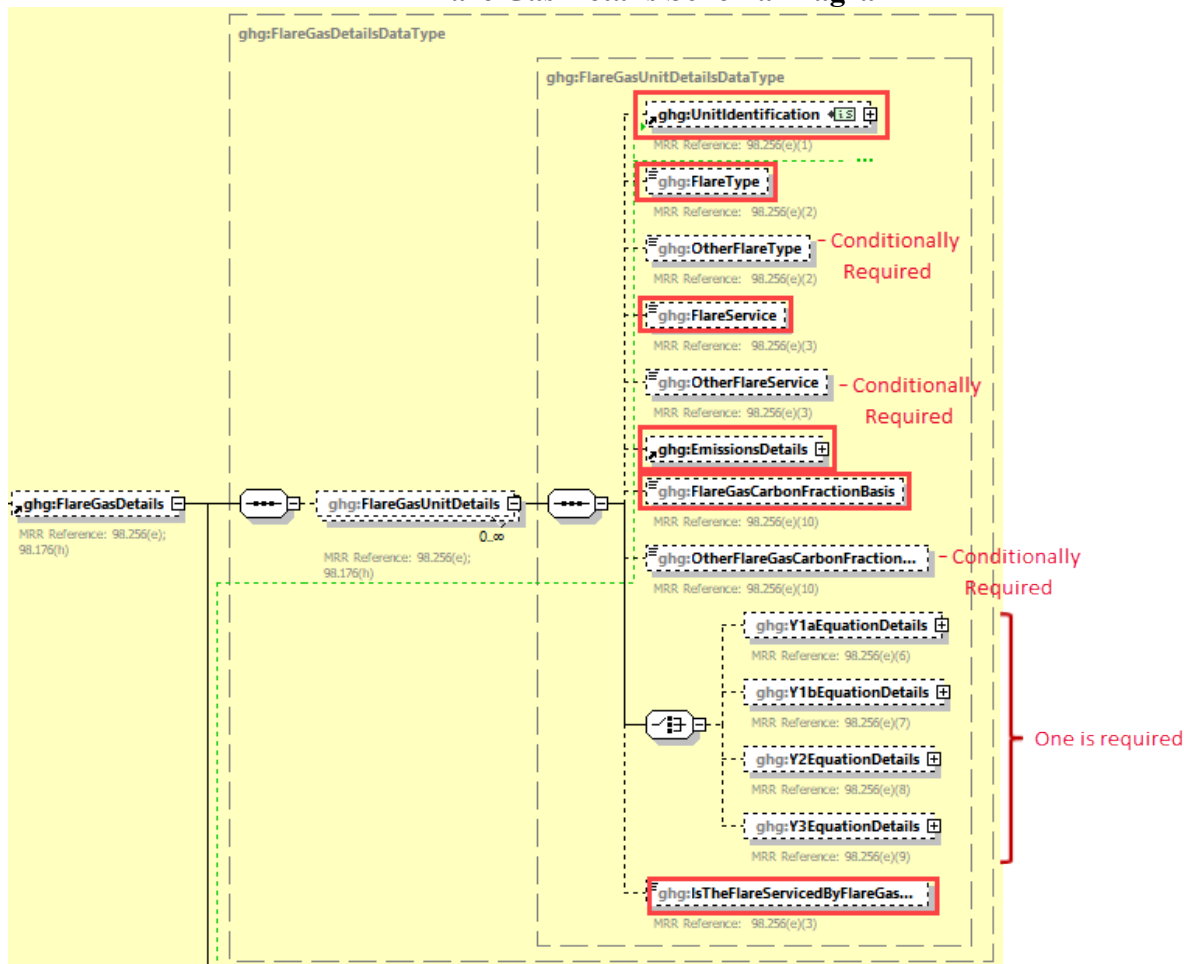 Flare Gas Details Schema Diagram
ghg:FlareGasDetailsDataType
ghg:FlareGasUnitDetailsDataType
ghg:UnitIdentification
MRR Reference: 98.256(e)(1)
ghg:FlareType
MRR Reference: 98.256(e)(2)
ghg:OtherFlareType
- Conditionally
Required
MRR Reference: 98.256(e)(2)
ghg:FlareService
MRR Reference: 98.256(e)(3)
ghg:OtherFlareService
- Conditionally
Required
MRR Reference: 98.256(e)(3)
ghg:EmissionsDetails
ghg:FlareGasDetails
MRR Reference: 98.256(e);
98.176(h)
ghg:FlareGasUnitDetails
0..∞
MRR Reference: 98.256(e);
98.176(h)
ghg:FlareGasCarbonFractionBasis
MRR Reference: 98.256(e)(10)
ghg:OtherFlareGasCarbonFraction...
- Conditionally
Required
MRR Reference: 98.256(e)(10)
ghg:Y1aEquationDetails
MRR Reference: 98.256(e)(6)
ghg:Y1bEquationDetails
MRR Reference: 98.256(e)(7)
ghg:Y2EquationDetails
MRR Reference: 98.256(e)(8)
ghg:Y3EquationDetails
MRR Reference: 98.256(e)(9)
One is required
ghg:IsTheFlareServicedByFlareGas...
MRR Reference: 98.256(e)(3)